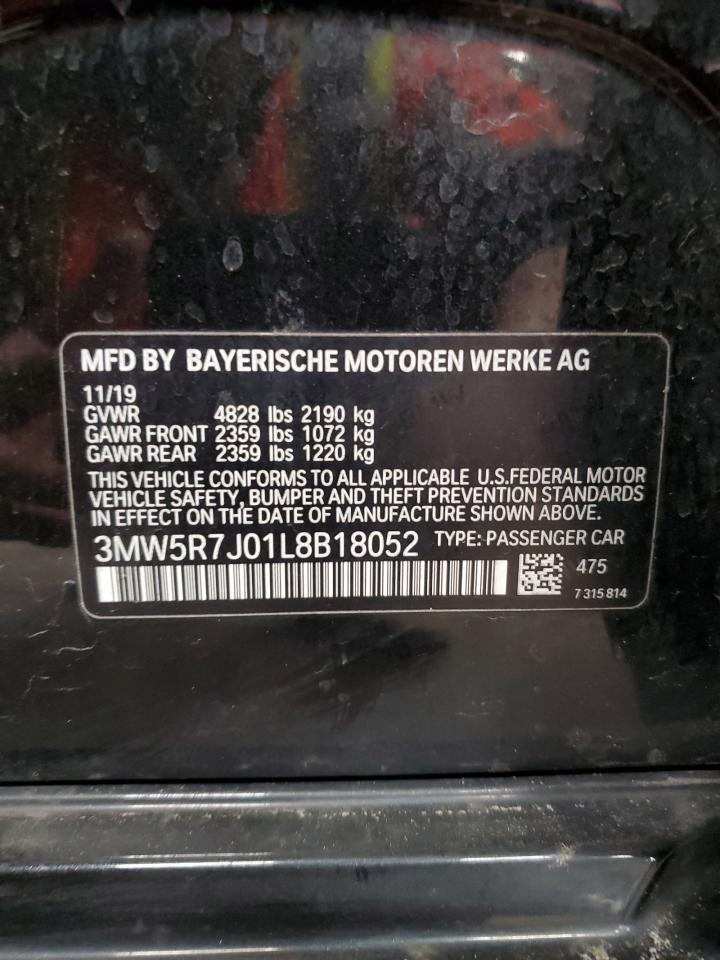 MFD BY BAYERISCHE MOTOREN WERKE AG
11/19
GVWR 4828 lbs 2190 kg
GAWR FRONT 2359 lbs 1072 kg
GAWR REAR 2359 lbs 1220 kg
THIS VEHICLE CONFORMS TO ALL APPLICABLE U.S.FEDERAL MOTOR
VEHICLE SAFETY, BUMPER AND THEFT PREVENTION STANDARDS
IN EFFECT ON THE DATE OF MANUFACTURE SHOWN ABOVE.
3MW5R7J01L8B18052 TYPE: PASSENGER CAR
475
7 315 814